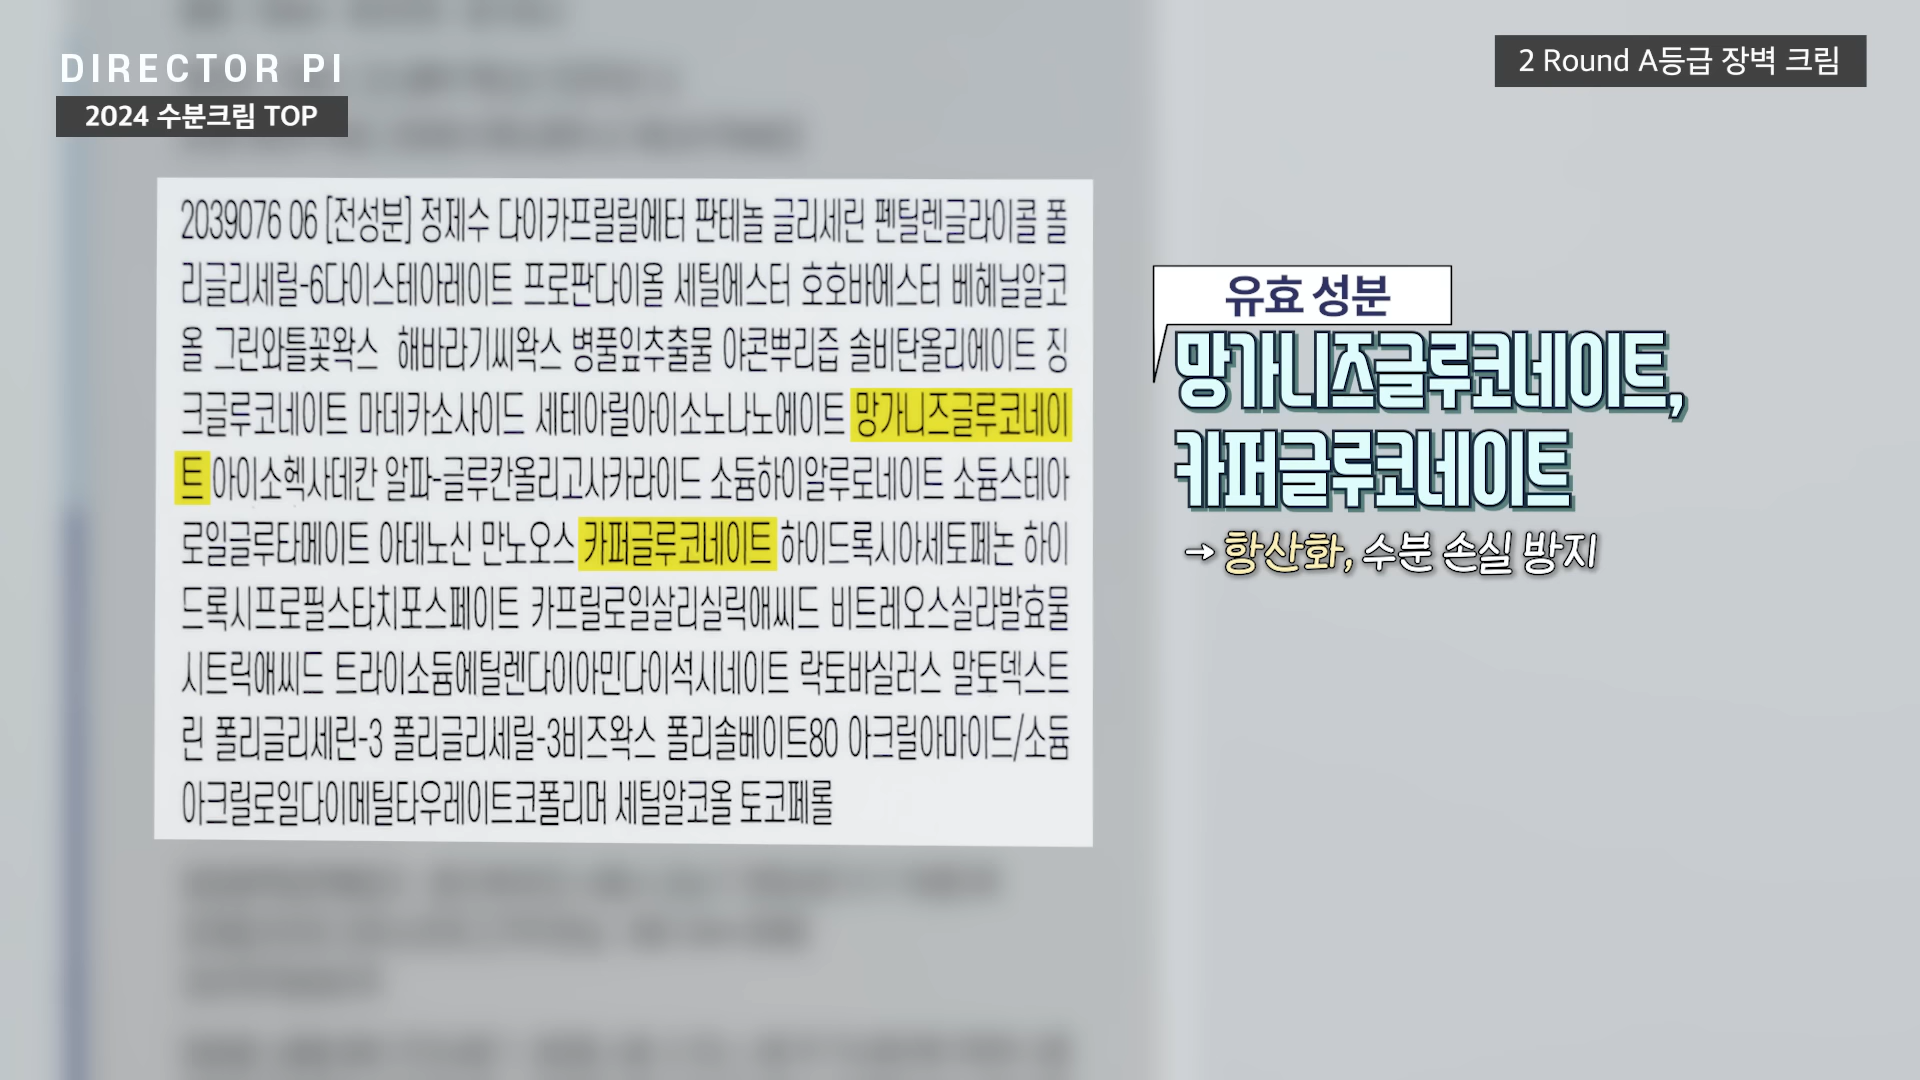 DIRECTOR PI
2024 수분크림 TOP
2 Round A등급 장벽 크림
2039076 06 [전성분] 정제수 다이카프릴릴에터 판테놀 글리세린 펜틸렌글라이콜 폴
리글리세릴-6다이스테아레이트 프로판다이올 세틸에스터 호호바에스터 베헤닐알코
올 그린와틀꽃왁스 해바라기씨왁스 병풀잎추출물 야콘뿌리즙 솔비탄올리에이트 징
크글루코네이트 마데카소사이드 세테아릴아이소노나노에이트 망가니즈글루코네이
트 아이소헥사데칸 알파-글루칸올리고사카라이드 소듐하이알루로네이트 소듐스테아
로일글루타메이트 아데노신 만노오스 카퍼글루코네이트 하이드록시아세토페논 하이
드록시프로필스타치포스페이트 카프릴로일살리실릭애씨드 비트레오스실라발효물
시트릭애씨드 트라이소듐에틸렌다이아민다이석시네이트 락토바실러스 말토덱스트
린 폴리글리세린-3 폴리글리세릴-3비즈왁스 폴리솔베이트80 아크릴아마이드/소듐
아크릴로일다이메틸타우레이트코폴리머 세틸알코올 토코페롤
유효 성분
망가니즈글루코네이트,
카퍼글루코네이트
→ 항산화, 수분 손실 방지